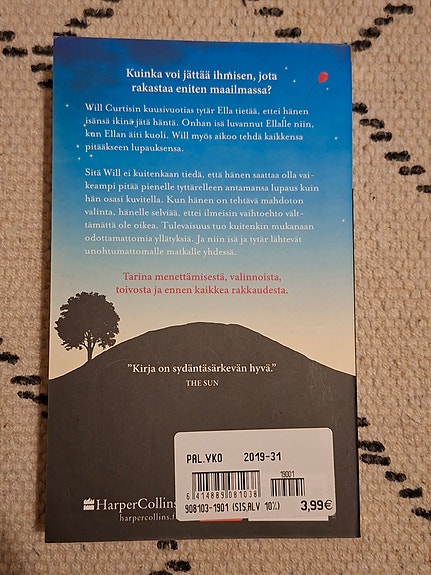 Kuinka voi jättää ihmisen, jota
rakastaa eniten maailmassa?
Will Curtisin kuusivuotias tytär Ella tietää, ettei hänen
isänsä ikinä jätä häntä. Onhan isä luvannut Ellalle niin,
kun Ellan äiti kuoli. Will myös aikoo tehdä kaikkensa
pitääkseen lupauksensa.
Sitä Will ei kuitenkaan tiedä, että hänen saattaa olla vai-
keampi pitää pienelle tyttärelleen antamansa lupaus kuin
hän osasi kuvitella. Kun hänen on tehtävä mahdoton
valinta, hänelle selviää, ettei ilmeisin vaihtoehto vält-
tämättä ole oikea. Tulevaisuus tuo kuitenkin mukanaan
odottamattomia yllätyksiä. Ja niin isä ja tytär lähtevät
unohtumattomalle matkalle yhdessä.
Tarina menettämisestä, valinnoista,
toivosta ja ennen kaikkea rakkaudesta.
”Kirja on sydäntäsärkevän hyvä.”
THE SUN
PAL.VKO 2019-31
19001
6 414889 081038
908103-1901 (SIS.ALV 10%) 3,99€
HarperCollins
harpercollins.f